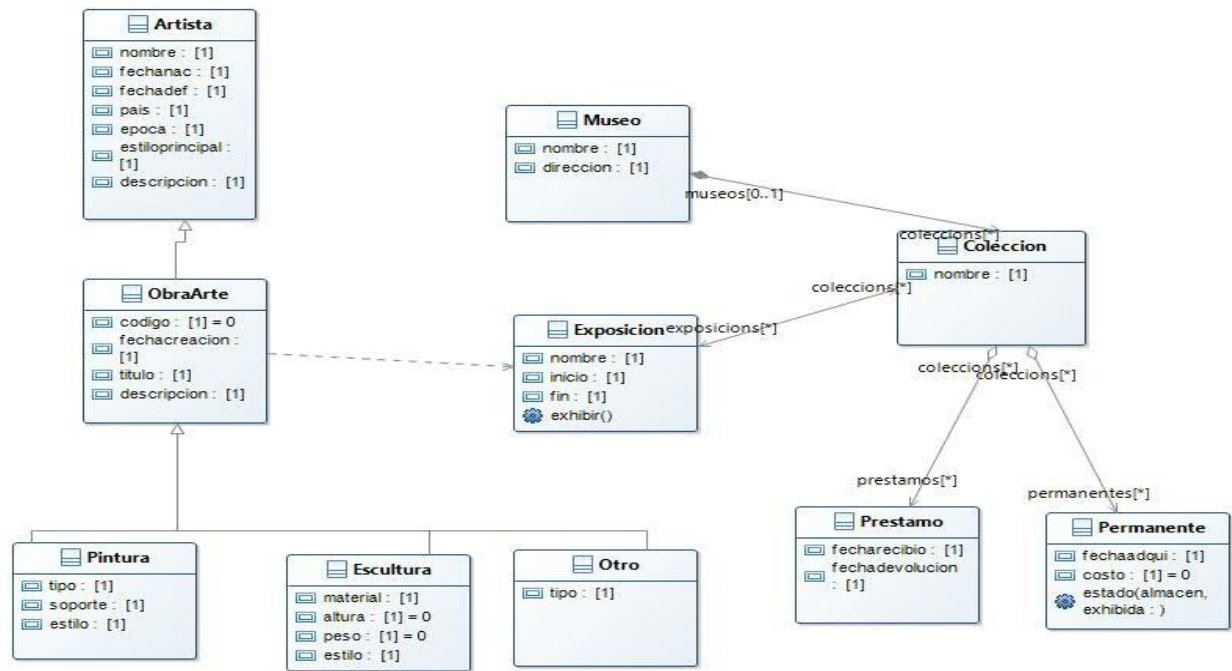 Artista
nombre : [1]
fechanac : [1]
fechadef : [1]
pais : [1]
epoca : [1]
estiloprincipal :
[1]
descripcion : [1]
Museo
nombre : [1]
direccion : [1]
museos[0..1]
coleccions[*]
Coleccion
nombre : [1]
coleccions[*]
exposicions[*]
ObraArte
codigo : [1] = 0
fechacreacion :
[1]
titulo : [1]
descripcion : [1]
Exposicion
nombre : [1]
inicio : [1]
fin : [1]
exhibir()
coleccions[*]
coleccions[*]
prestamos[*]
permanentes[*]
Pintura
tipo : [1]
soporte : [1]
estilo : [1]
Escultura
material : [1]
altura : [1] = 0
peso : [1] = 0
estilo : [1]
Otro
tipo : [1]
Prestamo
fecharecibio : [1]
fechadevolucion
: [1]
Permanente
fechaadqui : [1]
costo : [1] = 0
estado(almacen,
exhibida : )